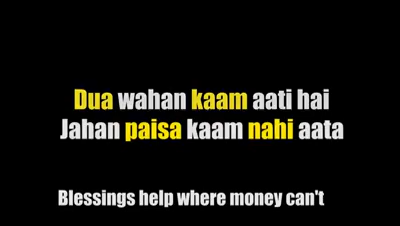 Dua wahan kaam aati hai
Jahan paisa kaam nahi aata
Blessings help where money can't